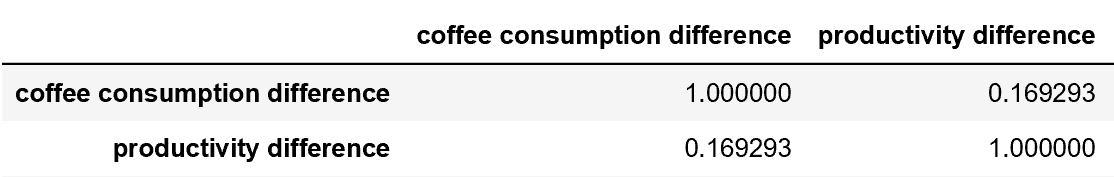 coffee consumption difference productivity difference
coffee consumption difference 1.000000 0.169293
productivity difference 0.169293 1.000000